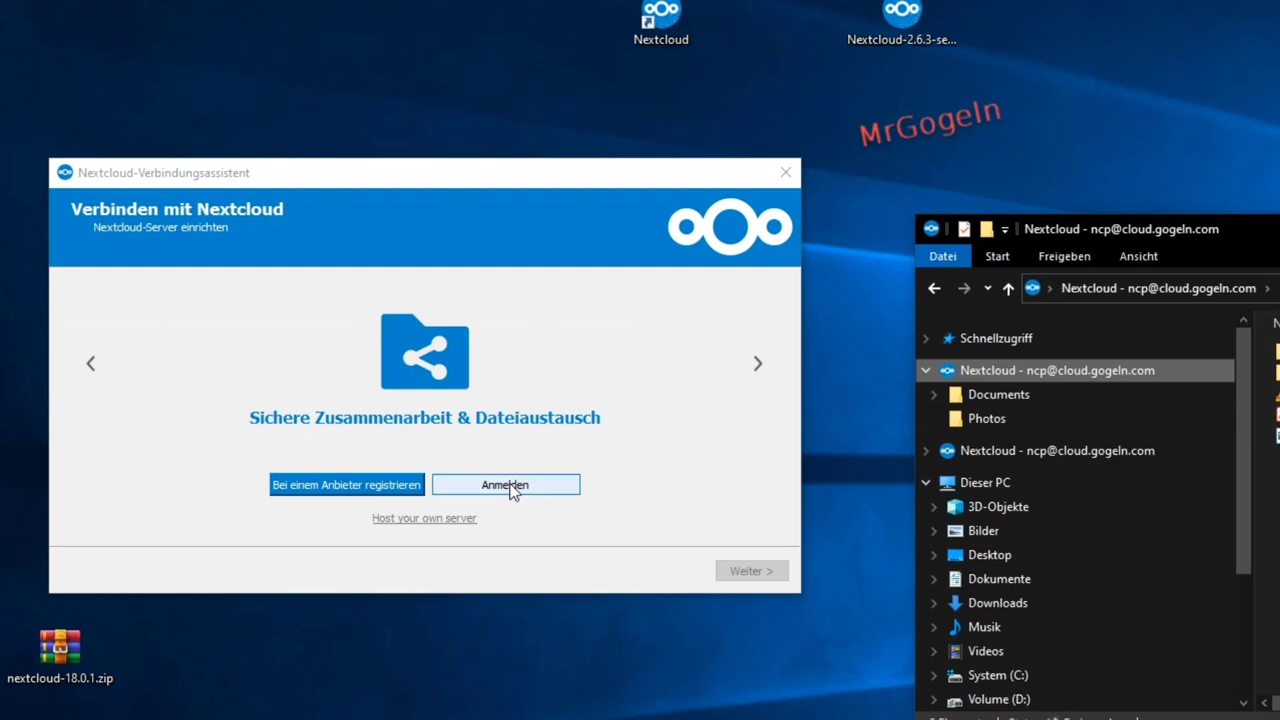 Nextcloud
Nextcloud-2.6.3-se...
MrGogeln
Nextcloud-Verbindungsassistent
Verbinden mit Nextcloud
Nextcloud-Server einrichten
Sichere Zusammenarbeit & Dateiaustausch
Bei einem Anbieter registrieren
Anmelden
Host your own server
Weiter >
nextcloud-18.0.1.zip
Nextcloud - ncp@cloud.gogeln.com
Datei Start Freigeben Ansicht
Nextcloud - ncp@cloud.gogeln.com
Schnellzugriff
Nextcloud - ncp@cloud.gogeln.com
Documents
Photos
Nextcloud - ncp@cloud.gogeln.com
Dieser PC
3D-Objekte
Bilder
Desktop
Dokumente
Downloads
Musik
Videos
System (C:)
Volume (D:)